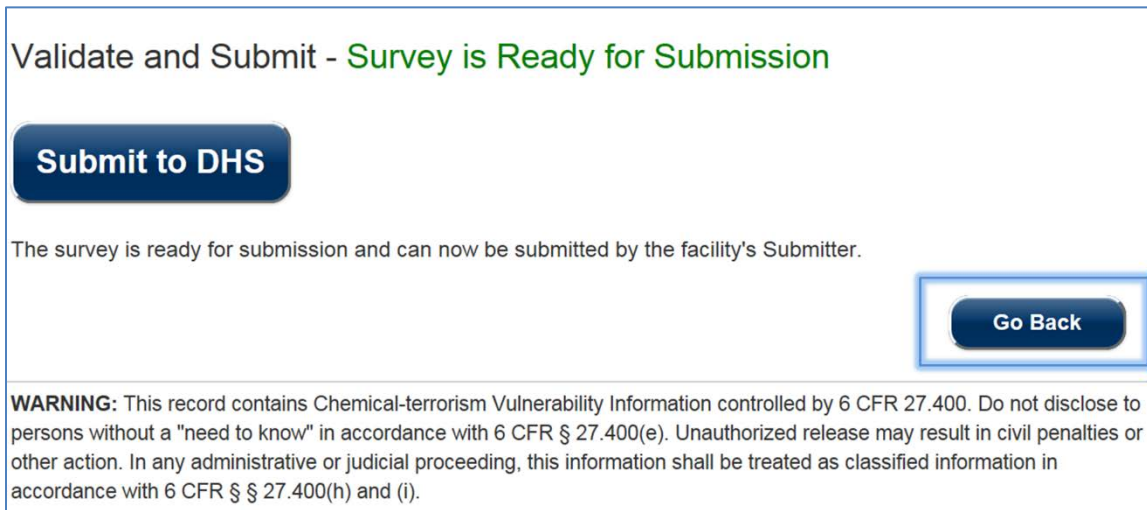 Validate and Submit - Survey is Ready for Submission
Submit to DHS
The survey is ready for submission and can now be submitted by the facility's Submitter.
Go Back
WARNING: This record contains Chemical-terrorism Vulnerability Information controlled by 6 CFR 27.400. Do not disclose to
persons without a "need to know" in accordance with 6 CFR § 27.400(e). Unauthorized release may result in civil penalties or
other action. In any administrative or judicial proceeding, this information shall be treated as classified information in
accordance with 6 CFR § § 27.400(h) and (i).